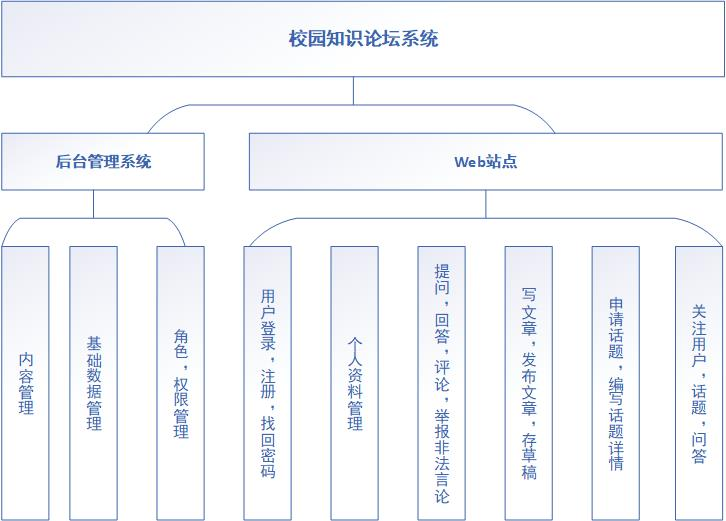 校园知识论坛系统
后台管理系统
Web站点
内容管理
基础数据管理
角色，权限管理
用户登录，注册，找回密码
个人资料管理
提问，回答，评论，举报非法言论
写文章，发布文章，存草稿
申请话题，编写话题详情
关注用户，话题，问答